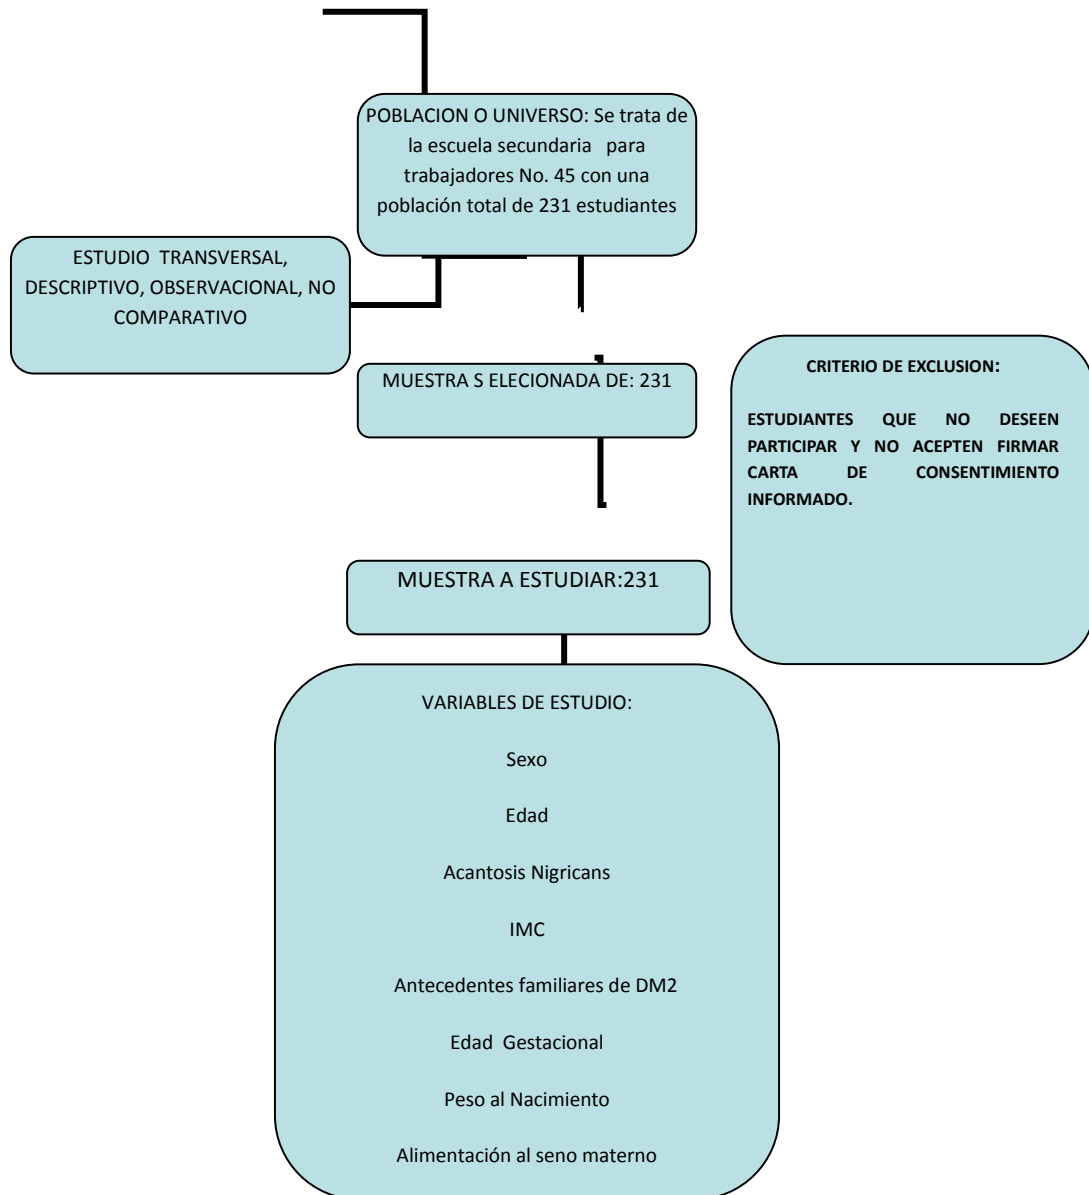 POBLACION O UNIVERSO: Se trata de
la escuela secundaria para
trabajadores No. 45 con una
población total de 231 estudiantes
ESTUDIO TRANSVERSAL,
DESCRIPTIVO, OBSERVACIONAL, NO
COMPARATIVO
MUESTRA S ELECIONADA DE: 231
CRITERIO DE EXCLUSION:
ESTUDIANTES QUE NO DESEEN
PARTICIPAR Y NO ACEPTEN FIRMAR
CARTA DE CONSENTIMIENTO
INFORMADO.
MUESTRA A ESTUDIAR:231
VARIABLES DE ESTUDIO:
Sexo
Edad
Acantosis Nigricans
IMC
Antecedentes familiares de DM2
Edad Gestacional
Peso al Nacimiento
Alimentación al seno materno